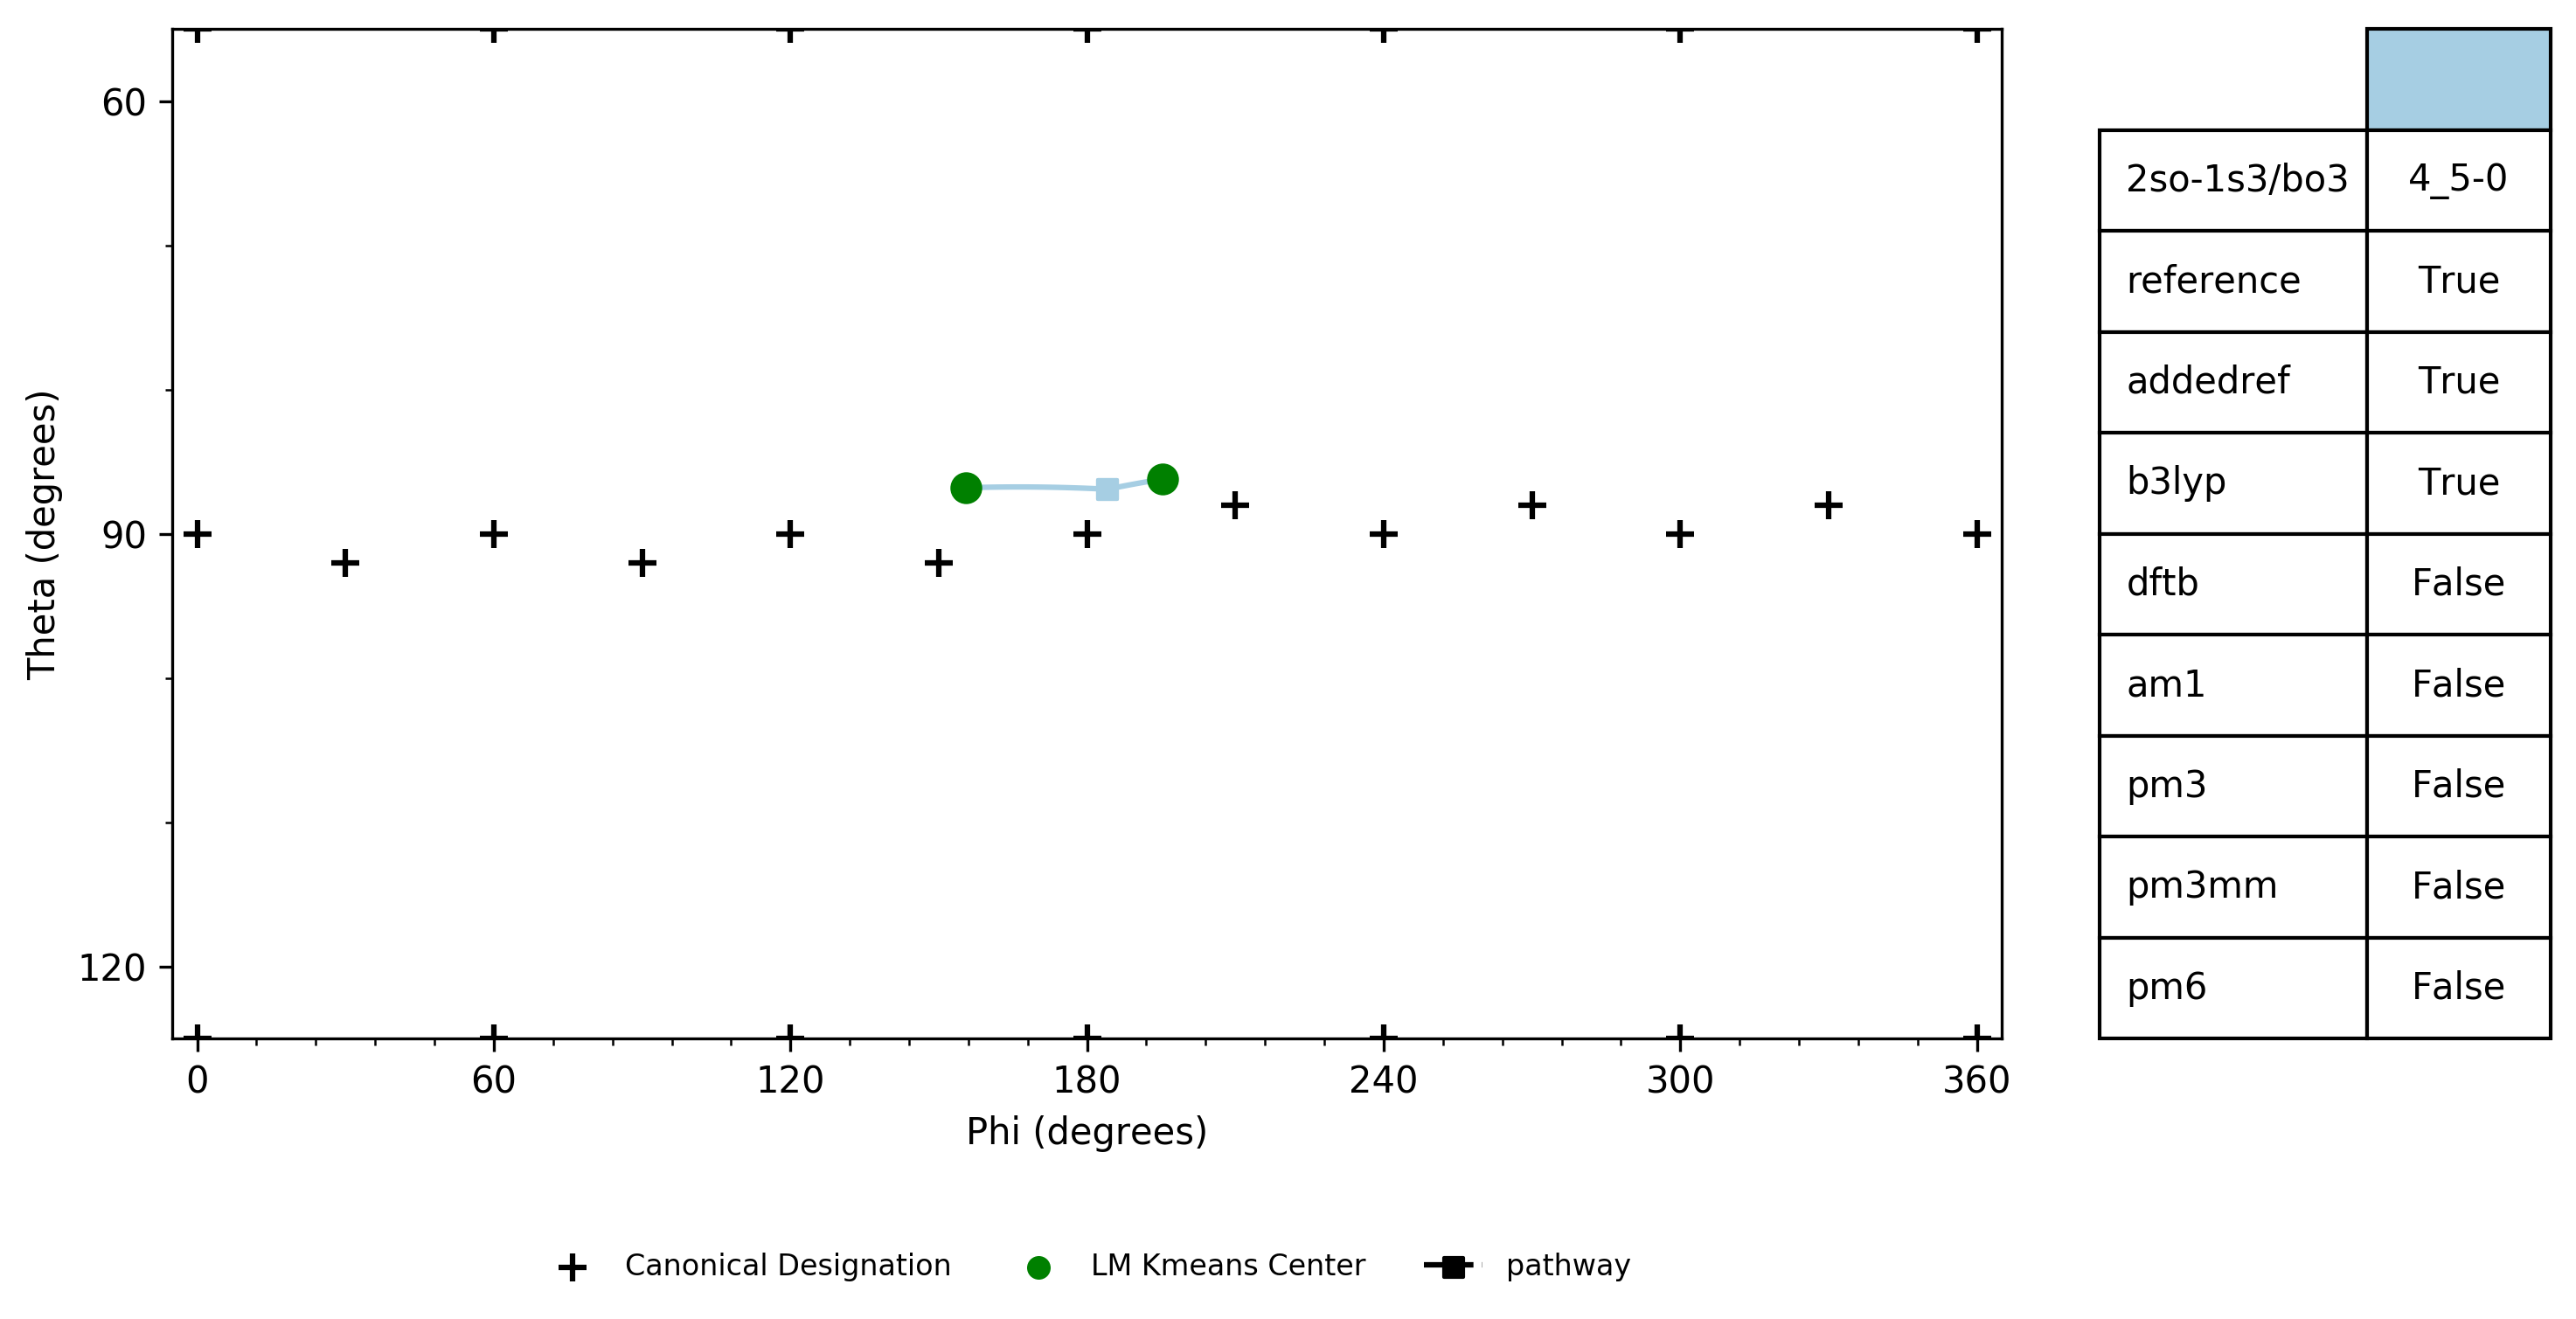 60
90
120
Theta (degrees)
0 60 120 180 240 300 360
Phi (degrees)
Canonical Designation LM Kmeans Center pathway
2so-1s3/bo3 4_5-0
reference True
addedref True
b3lyp True
dftb False
am1 False
pm3 False
pm3mm False
pm6 False